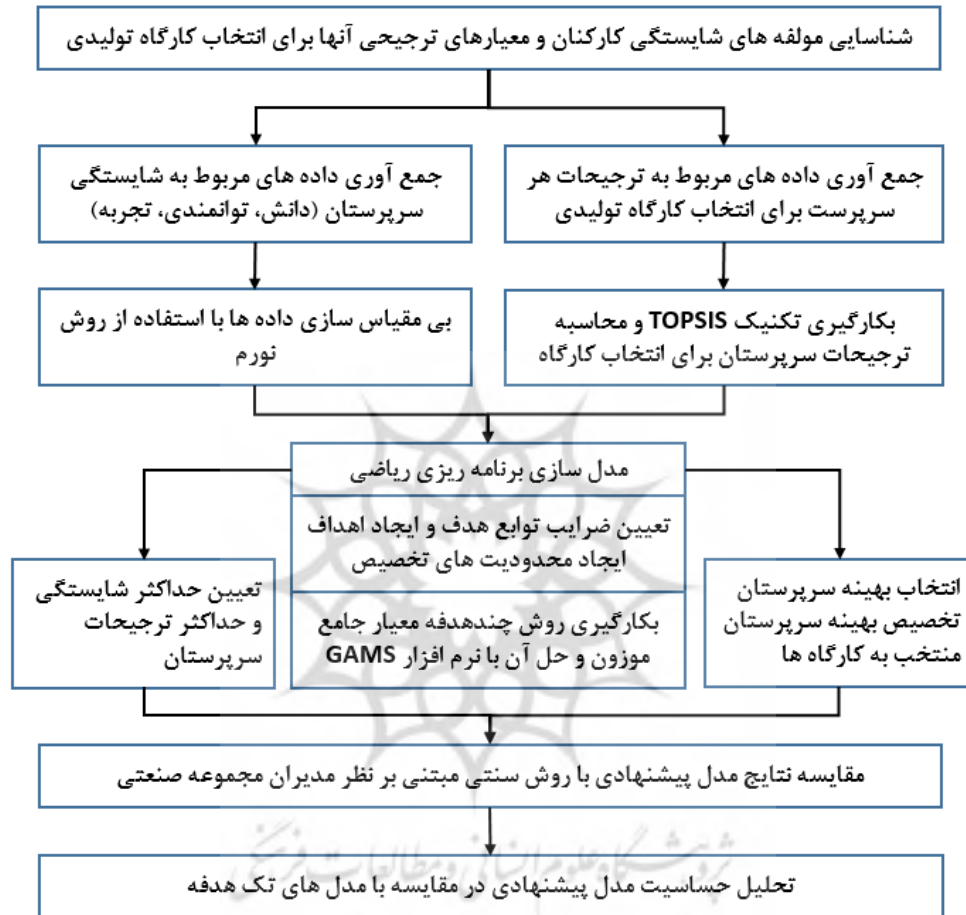 شناسایی مولفه های شایستگی کارکنان و معیارهای ترجیحی آنها برای انتخاب کارگاه تولیدی
جمع آوری داده های مربوط به ترجیحات هر
سرپرست برای انتخاب کارگاه تولیدی
جمع آوری داده های مربوط به شایستگی
سرپرستان (دانش، توانمندی، تجربه)
بکارگیری تکنیک TOPSIS و محاسبه
ترجیحات سرپرستان برای انتخاب کارگاه
بی مقیاس سازی داده ها با استفاده از روش
نورم
مدل سازی برنامه ریزی ریاضی
تعیین ضرایب توابع هدف و ایجاد اهداف
ایجاد محدودیت های تخصیص
بکارگیری روش چندهدفه معیار جامع
موزون و حل آن با نرم افزار GAMS
انتخاب بهینه سرپرستان
تخصیص بهینه سرپرستان
منتخب به کارگاه ها
تعیین حداکثر شایستگی
و حداکثر ترجیحات
سرپرستان
مقایسه نتایج مدل پیشنهادی با روش سنتی مبتنی بر نظر مدیران مجموعه صنعتی
پژوهشگاه علوم انسانی و مطالعات فرهنگی
تحلیل حساسیت مدل پیشنهادی در مقایسه با مدل های تک هدفه